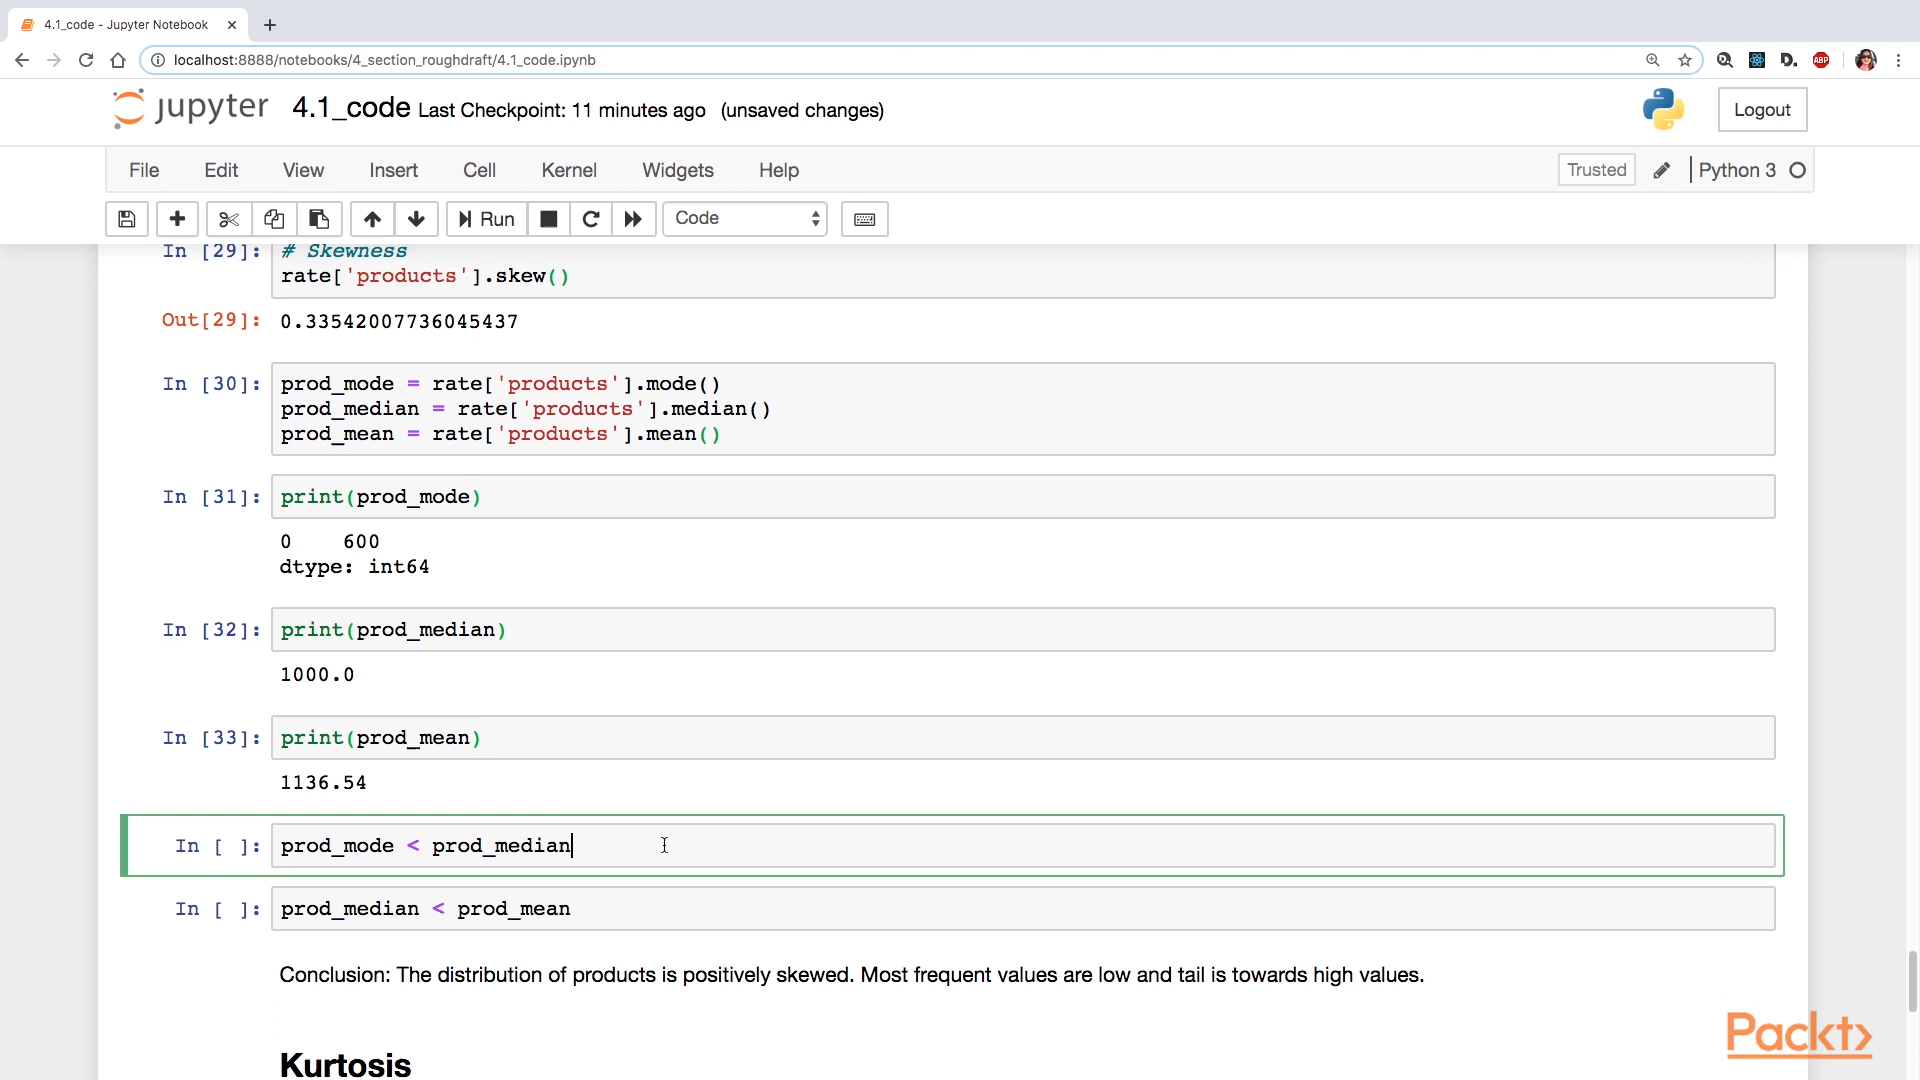 4.1_code - Jupyter Notebook
localhost:8888/notebooks/4_section_roughdraft/4.1_code.ipynb
D.
ABP
jupyter 4.1_code Last Checkpoint: 11 minutes ago (unsaved changes)
Logout
File Edit View Insert Cell Kernel Widgets Help
Trusted
Python 3
Run
Code
In [29]: # Skewness
rate['products'].skew()
Out[29]: 0.33542007736045437
In [30]: prod_mode = rate['products'].mode()
prod_median = rate['products'].median()
prod_mean = rate['products'].mean()
In [31]: print(prod_mode)
0    600
dtype: int64
In [32]: print(prod_median)
1000.0
In [33]: print(prod_mean)
1136.54
In [ ]: prod_mode < prod_median
In [ ]: prod_median < prod_mean
Conclusion: The distribution of products is positively skewed. Most frequent values are low and tail is towards high values.
Kurtosis
Packt>